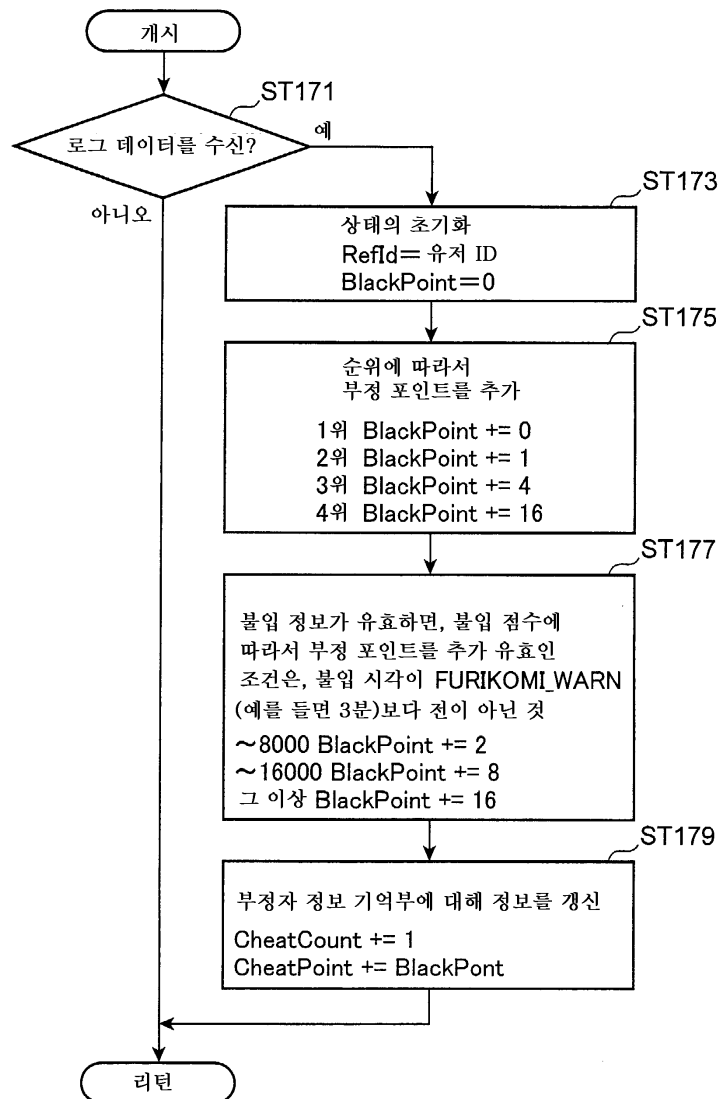 개시
ST171
로그 데이터를 수신?
예
아니오
ST173
상태의 초기화
RefId= 유저 ID
BlackPoint=0
ST175
순위에 따라서
부정 포인트를 추가
1위 BlackPoint += 0
2위 BlackPoint += 1
3위 BlackPoint += 4
4위 BlackPoint += 16
ST177
불입 정보가 유효하면, 불입 점수에
따라서 부정 포인트를 추가 유효인
조건은, 불입 시각이 FURIKOMI_WARN
(예를 들면 3분)보다 전이 아닌 것
~8000 BlackPoint += 2
~16000 BlackPoint += 8
그 이상 BlackPoint += 16
ST179
부정자 정보 기억부에 대해 정보를 갱신
CheatCount += 1
CheatPoint += BlackPont
리턴